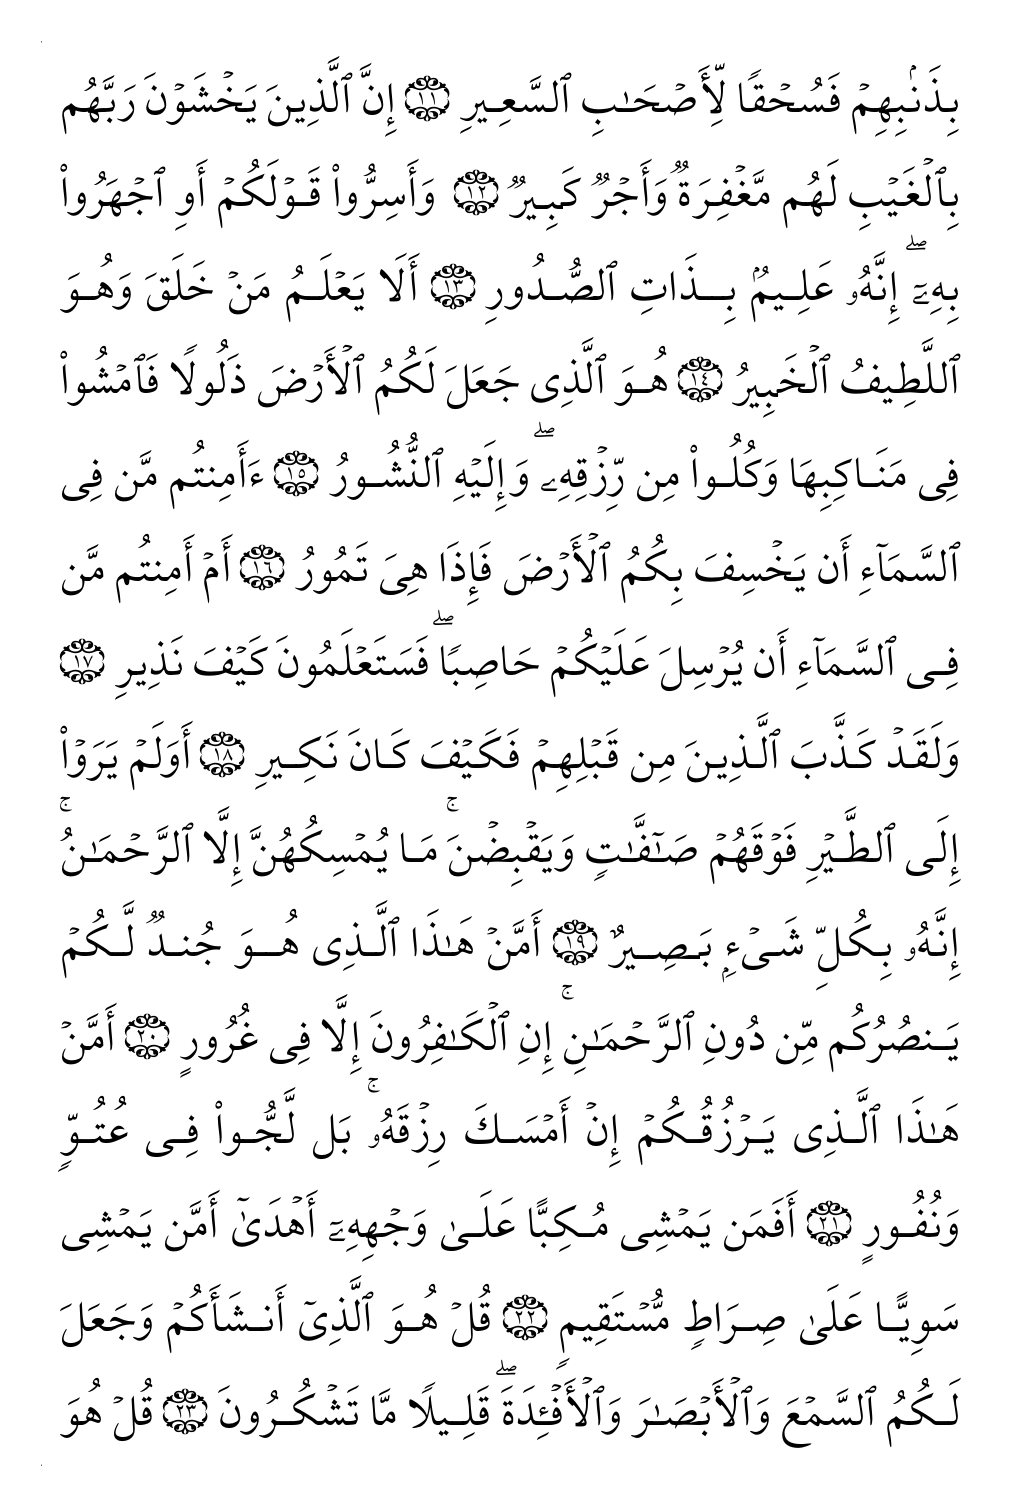 بِذَنۢبِهِمۡ فَسُحۡقٗا لِّأَصۡحَٰبِ ٱلسَّعِيرِ ١١ إِنَّ ٱلَّذِينَ يَخۡشَوۡنَ رَبَّهُم
بِٱلۡغَيۡبِ لَهُم مَّغۡفِرَةٞ وَأَجۡرٞ كَبِيرٞ ١٢ وَأَسِرُّواْ قَوۡلَكُمۡ أَوِ ٱجۡهَرُواْ
بِهِۦٓۖ إِنَّهُۥ عَلِيمُۢ بِذَاتِ ٱلصُّدُورِ ١٣ أَلَا يَعۡلَمُ مَنۡ خَلَقَ وَهُوَ
ٱللَّطِيفُ ٱلۡخَبِيرُ ١٤ هُوَ ٱلَّذِي جَعَلَ لَكُمُ ٱلۡأَرۡضَ ذَلُولٗا فَٱمۡشُواْ
فِي مَنَاكِبِهَا وَكُلُواْ مِن رِّزۡقِهِۦۖ وَإِلَيۡهِ ٱلنُّشُورُ ١٥ ءَأَمِنتُم مَّن فِي
ٱلسَّمَآءِ أَن يَخۡسِفَ بِكُمُ ٱلۡأَرۡضَ فَإِذَا هِيَ تَمُورُ ١٦ أَمۡ أَمِنتُم مَّن
فِي ٱلسَّمَآءِ أَن يُرۡسِلَ عَلَيۡكُمۡ حَاصِبٗاۖ فَسَتَعۡلَمُونَ كَيۡفَ نَذِيرِ ١٧
وَلَقَدۡ كَذَّبَ ٱلَّذِينَ مِن قَبۡلِهِمۡ فَكَيۡفَ كَانَ نَكِيرِ ١٨ أَوَلَمۡ يَرَوۡاْ
إِلَى ٱلطَّيۡرِ فَوۡقَهُمۡ صَٰٓفَّٰتٖ وَيَقۡبِضۡنَۚ مَا يُمۡسِكُهُنَّ إِلَّا ٱلرَّحۡمَٰنُۚ
إِنَّهُۥ بِكُلِّ شَيۡءِۭ بَصِيرٌ ١٩ أَمَّنۡ هَٰذَا ٱلَّذِي هُوَ جُندٞ لَّكُمۡ
يَنصُرُكُم مِّن دُونِ ٱلرَّحۡمَٰنِۚ إِنِ ٱلۡكَٰفِرُونَ إِلَّا فِي غُرُورٍ ٢٠ أَمَّنۡ
هَٰذَا ٱلَّذِي يَرۡزُقُكُمۡ إِنۡ أَمۡسَكَ رِزۡقَهُۥۚ بَل لَّجُّواْ فِي عُتُوّٖ
وَنُفُورٍ ٢١ أَفَمَن يَمۡشِي مُكِبًّا عَلَىٰ وَجۡهِهِۦٓ أَهۡدَىٰٓ أَمَّن يَمۡشِي
سَوِيًّا عَلَىٰ صِرَٰطٖ مُّسۡتَقِيمٖ ٢٢ قُلۡ هُوَ ٱلَّذِيٓ أَنشَأَكُمۡ وَجَعَلَ
لَكُمُ ٱلسَّمۡعَ وَٱلۡأَبۡصَٰرَ وَٱلۡأَفۡـِٔدَةَۖ قَلِيلٗا مَّا تَشۡكُرُونَ ٢٣ قُلۡ هُوَ